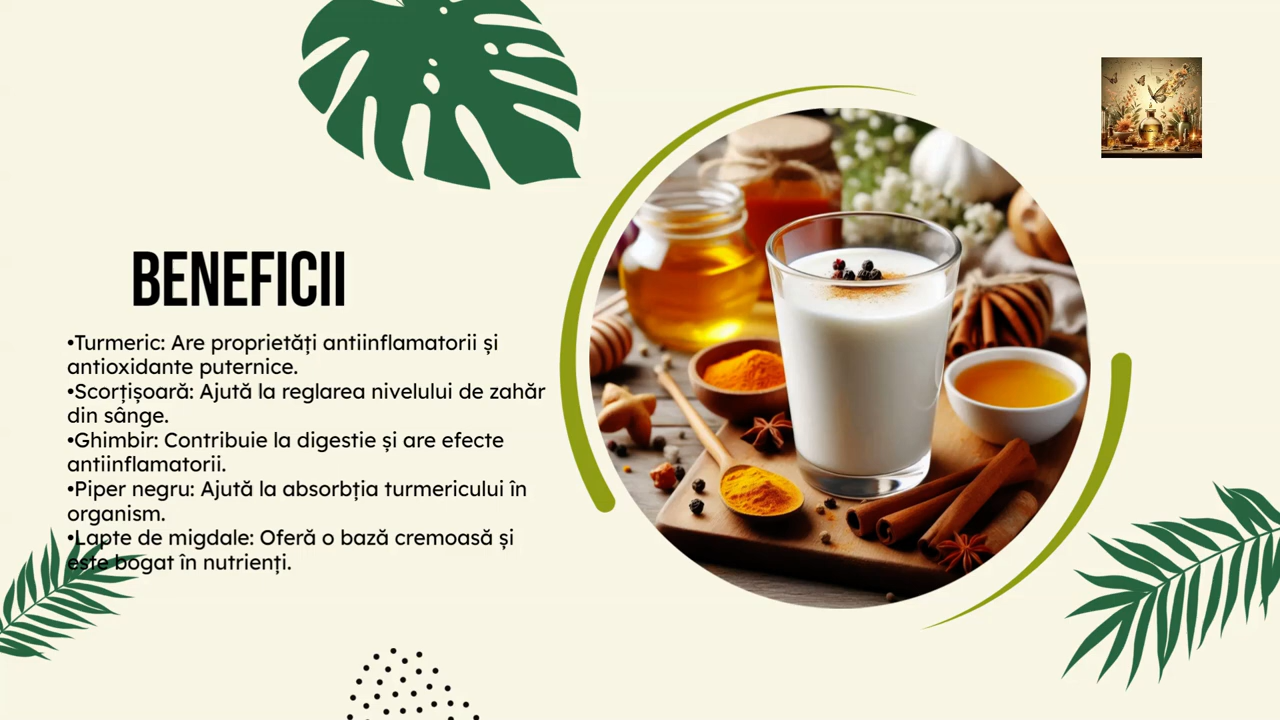 BENEFICII
•Turmeric: Are proprietăți antiinflamatorii și
antioxidante puternice.
•Scorțișoară: Ajută la reglarea nivelului de zahăr
din sânge.
•Ghimbir: Contribuie la digestie și are efecte
antiinflamatorii.
•Piper negru: Ajută la absorbția turmericului în
organism.
•Lapte de migdale: Oferă o bază cremoasă și
este bogat în nutrienți.